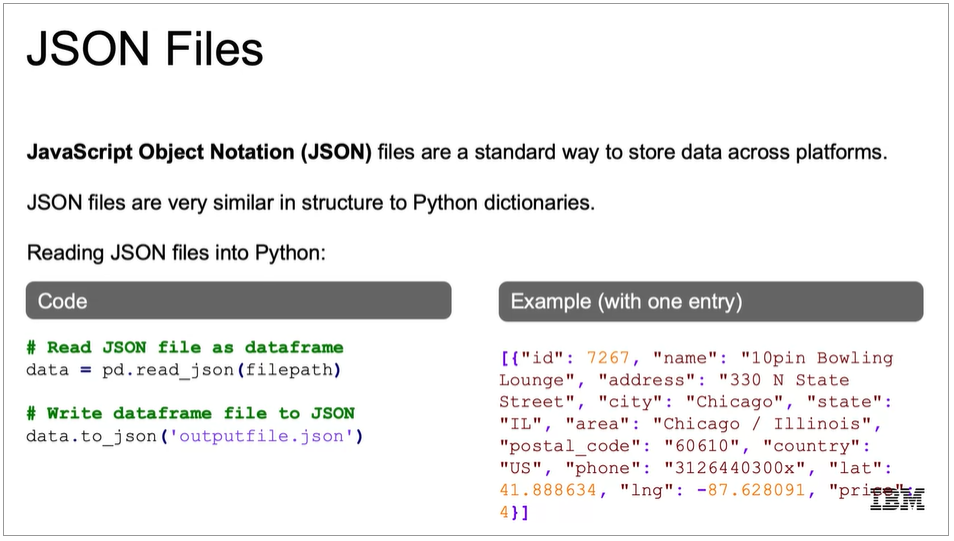 JSON Files
JavaScript Object Notation (JSON) files are a standard way to store data across platforms.
JSON files are very similar in structure to Python dictionaries.
Reading JSON files into Python:
Code
# Read JSON file as dataframe
data = pd.read_json(filepath)
# Write dataframe file to JSON
data.to_json('outputfile.json')
Example (with one entry)
[{"id": 7267, "name": "10pin Bowling
Lounge", "address": "330 N State
Street", "city": "Chicago", "state":
"IL", "area": "Chicago / Illinois",
"postal_code": "60610", "country":
"US", "phone": "3126440300x", "lat":
41.888634, "lng": -87.628091, "price":
4}]
IBM